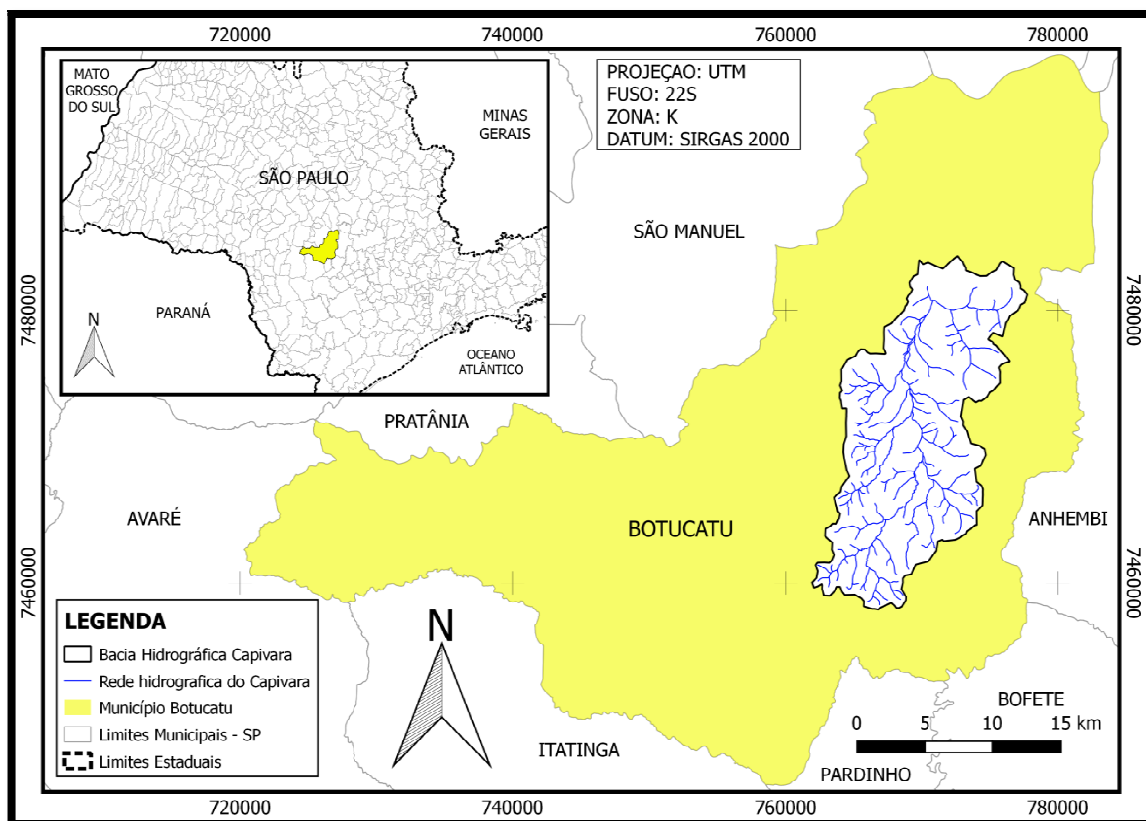 720000
740000
760000
780000
MATO
GROSSO
DO SUL
MINAS
GERAIS
SÃO PAULO
PARANÁ
N
OCEANO
ATLÂNTICO
PROJEÇAO: UTM
FUSO: 22S
ZONA: K
DATUM: SIRGAS 2000
SÃO MANUEL
7480000
7480000
PRATÂNIA
AVARÉ
BOTUCATU
ANHEMBI
7460000
7460000
LEGENDA
Bacia Hidrográfica Capivara
Rede hidrografica do Capivara
Município Botucatu
Limites Municipais - SP
Limites Estaduais
N
ITATINGA
BOFETE
0 5 10 15 km
PARDINHO
720000
740000
760000
780000